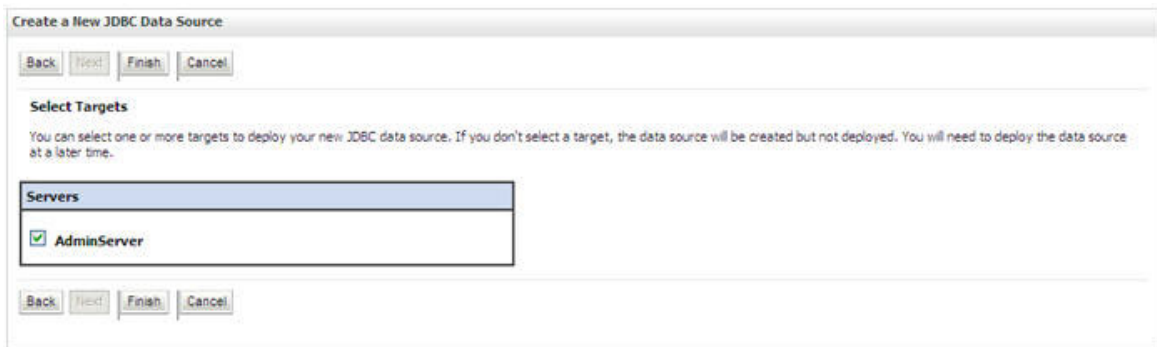 Create a New JDBC Data Source
Back Next Finish Cancel
Select Targets
You can select one or more targets to deploy your new JDBC data source. If you don't select a target, the data source will be created but not deployed. You will need to deploy the data source
at a later time.
Servers
AdminServer
Back Next Finish Cancel